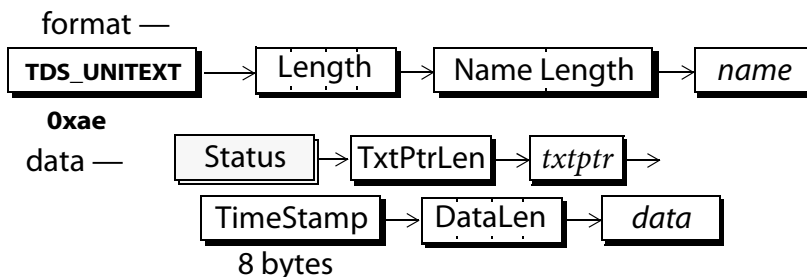 format —
TDS_UNITEXT Length Name Length name
0xae
data — Status TxtPtrLen txtptr
TimeStamp DataLen data
8 bytes